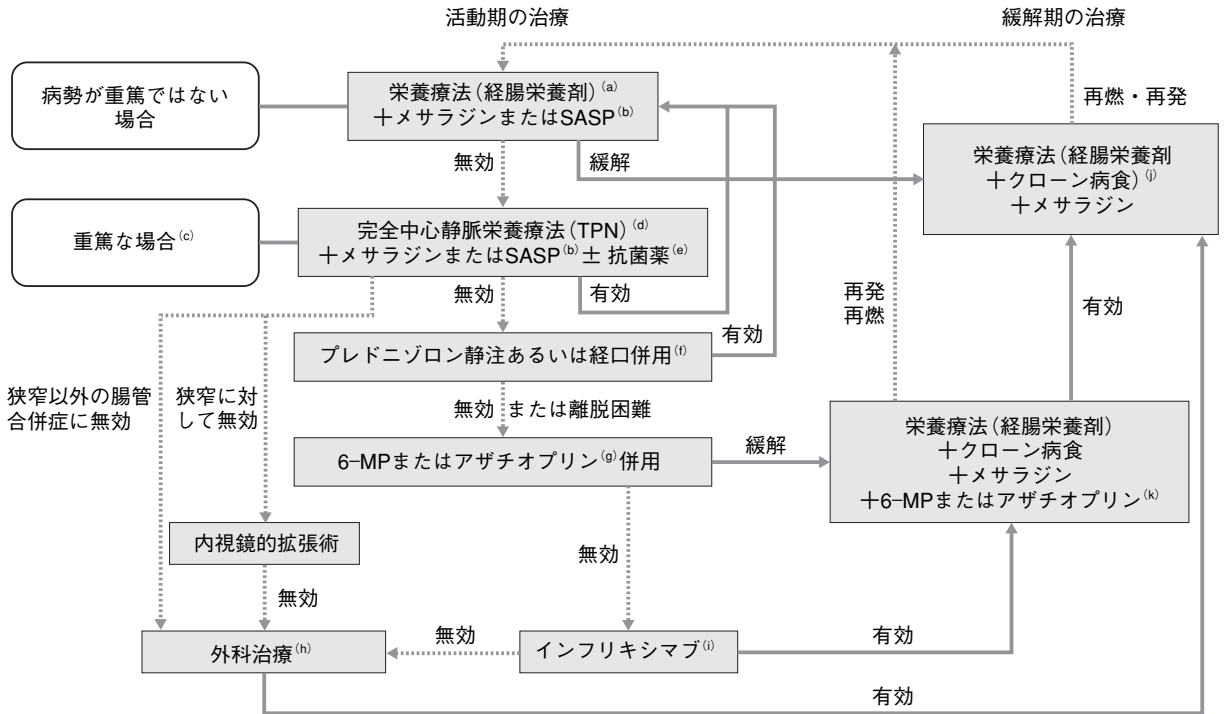 活動期の治療
緩解期の治療
病勢が重篤ではない
場合
栄養療法(経腸栄養剤)(a)
＋メサラジンまたはSASP(b)
再燃・再発
無効
緩解
栄養療法(経腸栄養剤
＋クローン病食)(j)
＋メサラジン
重篤な場合(c)
完全中心静脈栄養療法(TPN)(d)
＋メサラジンまたはSASP(b)± 抗菌薬(e)
無効
有効
再発
再燃
有効
有効
プレドニゾロン静注あるいは経口併用(f)
狭窄以外の腸管
合併症に無効
狭窄に対
して無効
無効 または離脱困難
栄養療法(経腸栄養剤)
＋クローン病食
＋メサラジン
＋6–MPまたはアザチオプリン(k)
6–MPまたはアザチオプリン(g)併用
緩解
内視鏡的拡張術
無効
無効
外科治療(h)
無効
インフリキシマブ(i)
有効
有効